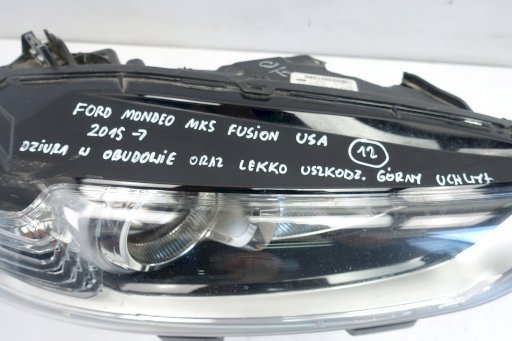 OK
FORD MONDEO MK5 FUSION USA
2015 → 12
DZIURA W OBUDOWIE ORAZ LEKKO USZKODZ. GÓRNY UCHWYT